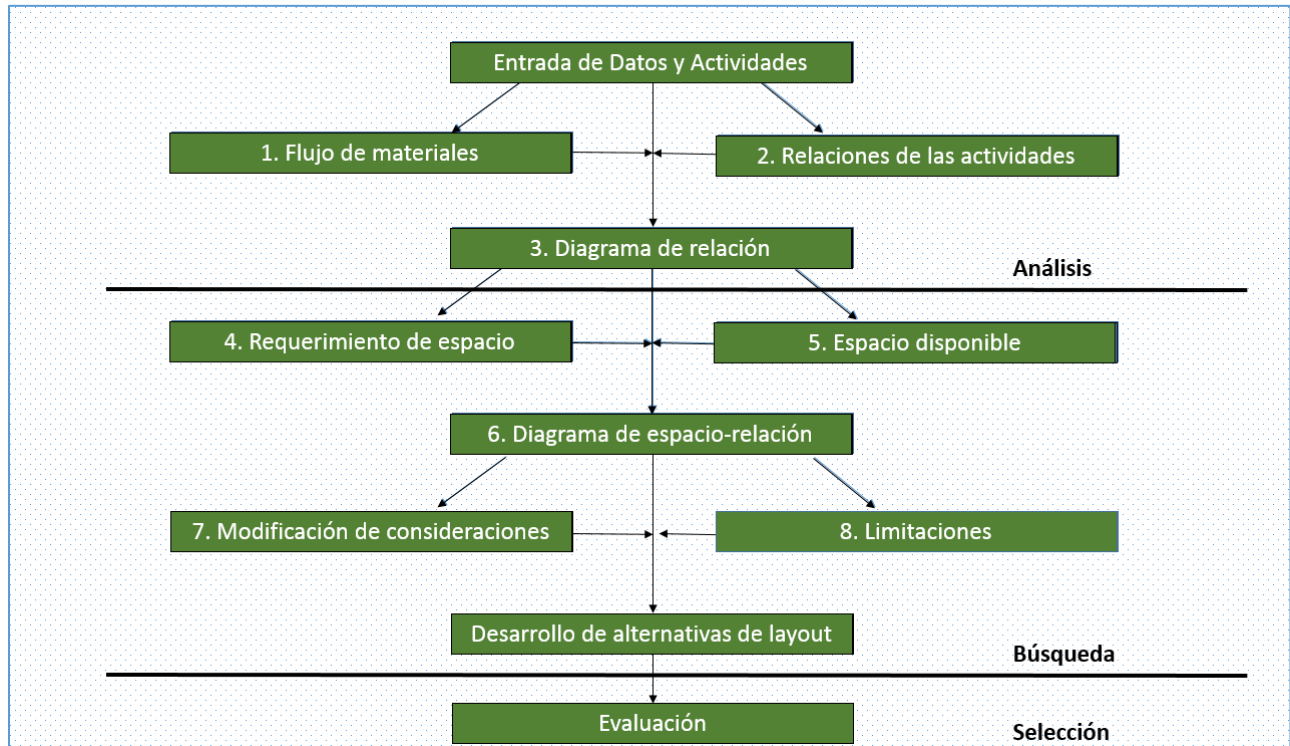 Entrada de Datos y Actividades
1. Flujo de materiales
2. Relaciones de las actividades
3. Diagrama de relación
Análisis
4. Requerimiento de espacio
5. Espacio disponible
6. Diagrama de espacio-relación
7. Modificación de consideraciones
8. Limitaciones
Desarrollo de alternativas de layout
Búsqueda
Evaluación
Selección